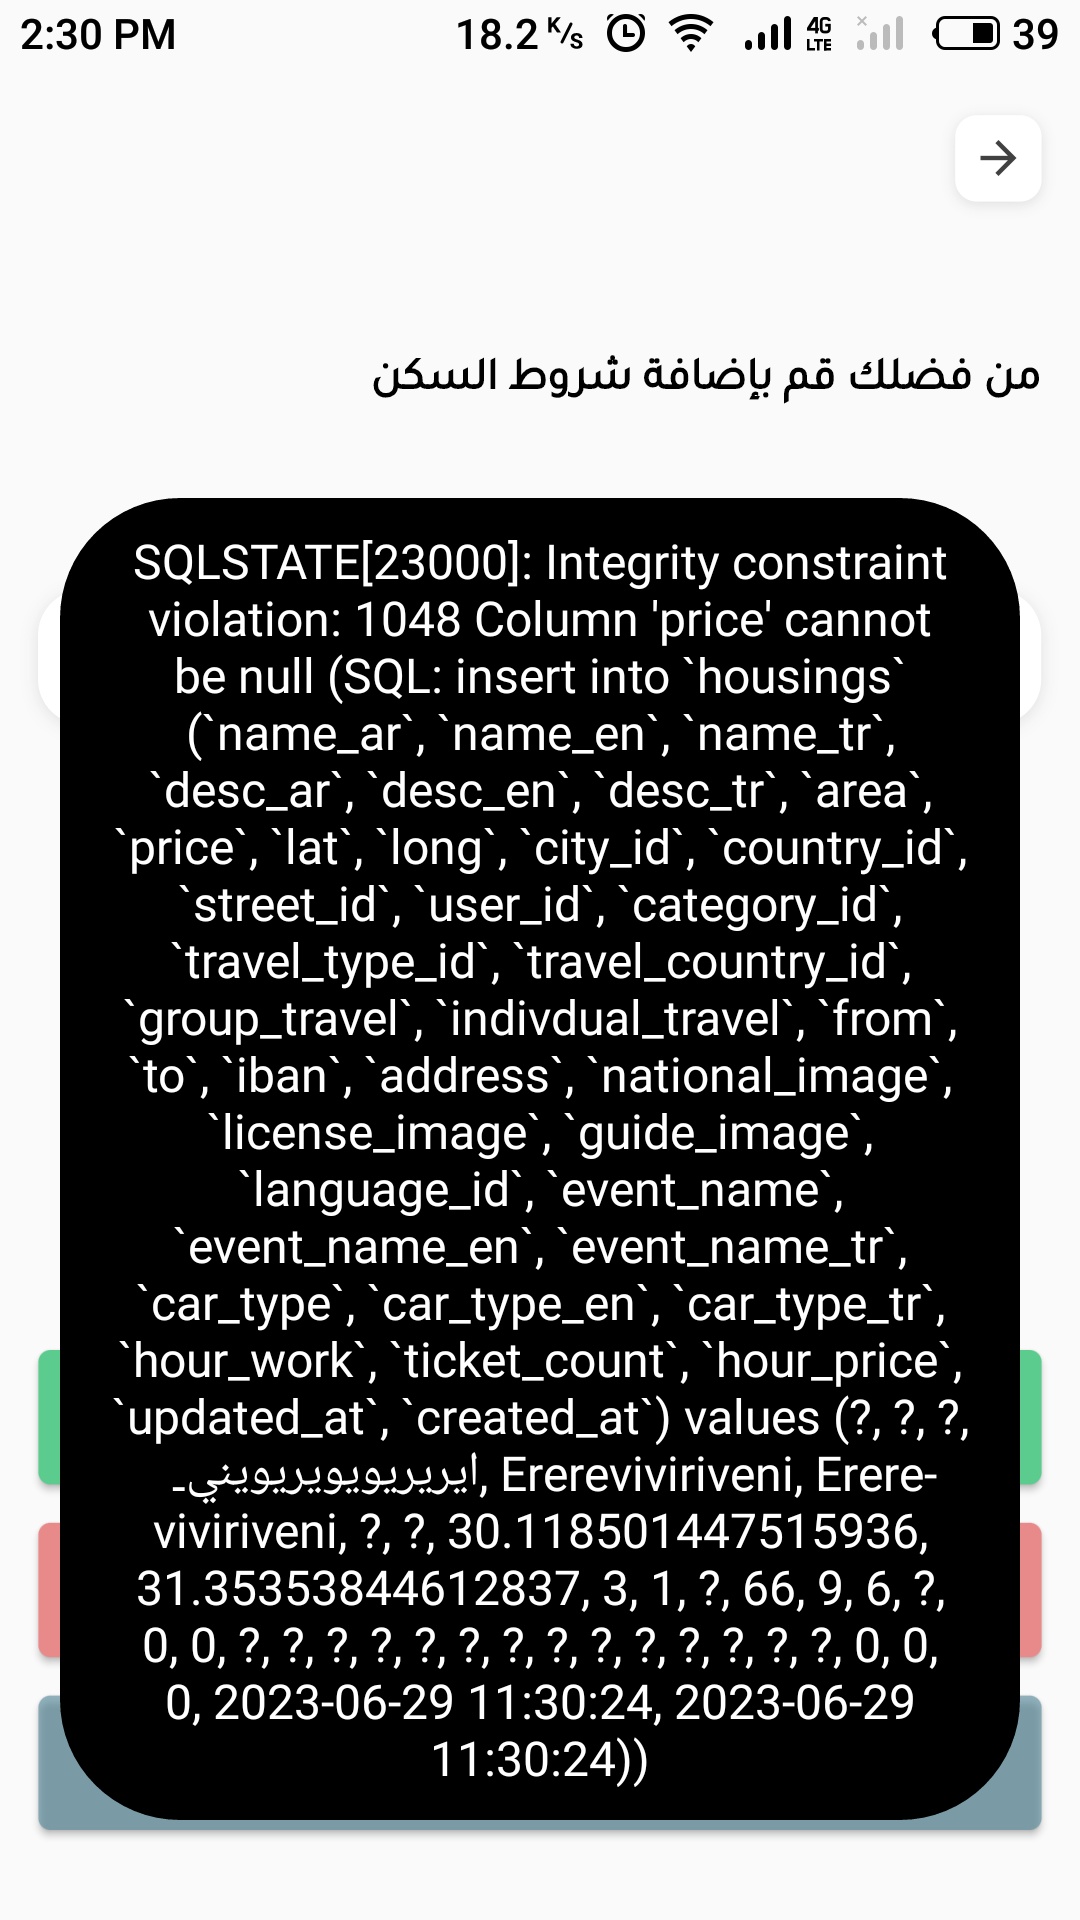 2:30 PM 18.2 K/s 4G LTE 39
من فضلك قم بإضافة شروط السكن
SQLSTATE[23000]: Integrity constraint
violation: 1048 Column 'price' cannot
be null (SQL: insert into `housings`
(`name_ar`, `name_en`, `name_tr`,
`desc_ar`, `desc_en`, `desc_tr`, `area`,
`price`, `lat`, `long`, `city_id`, `country_id`,
`street_id`, `user_id`, `category_id`,
`travel_type_id`, `travel_country_id`,
`group_travel`, `indivdual_travel`, `from`,
`to`, `iban`, `address`, `national_image`,
`license_image`, `guide_image`,
`language_id`, `event_name`,
`event_name_en`, `event_name_tr`,
`car_type`, `car_type_en`, `car_type_tr`,
`hour_work`, `ticket_count`, `hour_price`,
`updated_at`, `created_at`) values (?, ?, ?,
أيريريويويريويني, Erereviviriveni, Erere-
viviriveni, ?, ?, 30.118501447515936,
31.35353844612837, 3, 1, ?, 66, 9, 6, ?,
0, 0, ?, ?, ?, ?, ?, ?, ?, ?, ?, ?, ?, ?, ?, ?, 0, 0,
0, 2023-06-29 11:30:24, 2023-06-29
11:30:24))